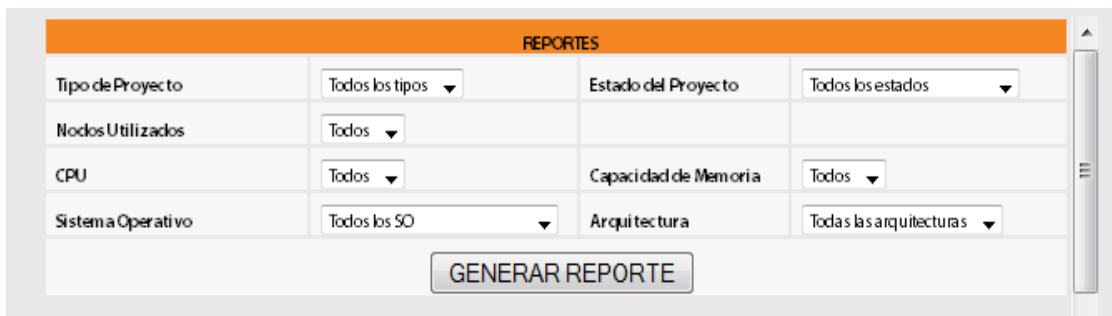 REPORTES
Tipo de Proyecto Todos los tipos Estado del Proyecto Todos los estados
Nodos Utilizados Todos
CPU Todos Capacidad de Memoria Todos
Sistema Operativo Todos los SO Arquitectura Todas las arquitecturas
GENERAR REPORTE